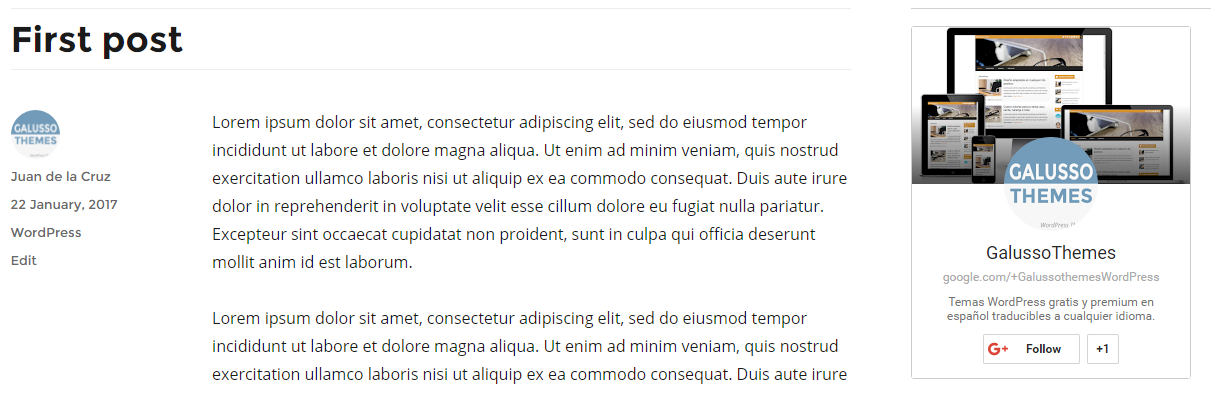 First post
GALUSSO
THEMES
Juan de la Cruz
22 January, 2017
WordPress
Edit
Lorem ipsum dolor sit amet, consectetur adipiscing elit, sed do eiusmod tempor
incididunt ut labore et dolore magna aliqua. Ut enim ad minim veniam, quis nostrud
exercitation ullamco laboris nisi ut aliquip ex ea commodo consequat. Duis aute irure
dolor in reprehenderit in voluptate velit esse cillum dolore eu fugiat nulla pariatur.
Excepteur sint occaecat cupidatat non proident, sunt in culpa qui officia deserunt
mollit anim id est laborum.
Lorem ipsum dolor sit amet, consectetur adipiscing elit, sed do eiusmod tempor
incididunt ut labore et dolore magna aliqua. Ut enim ad minim veniam, quis nostrud
exercitation ullamco laboris nisi ut aliquip ex ea commodo consequat. Duis aute irure
GALUSSO
THEMES
WordPress
GalussoThemes
google.com/+GalussothemesWordPress
Temas WordPress gratis y premium en
español traducibles a cualquier idioma.
G+ Follow +1